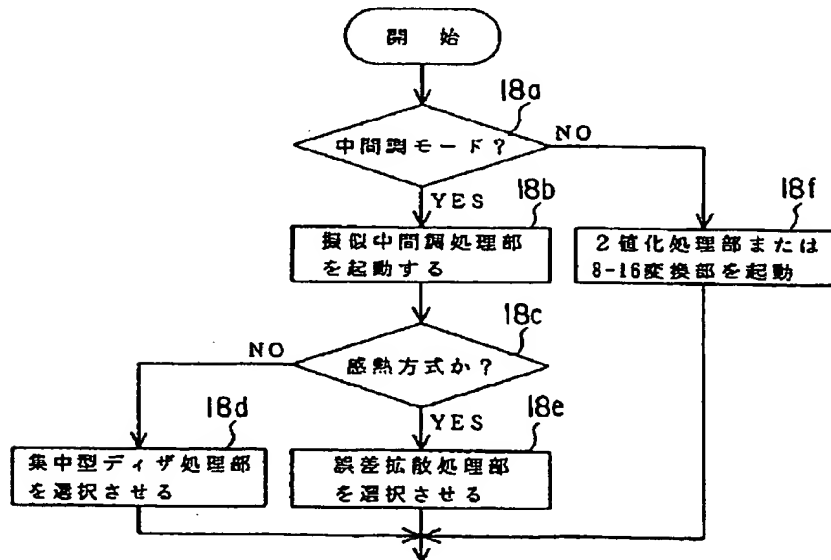 開始
18a
中間調モード?
NO
YES
18b
18f
擬似中間調処理部
を起動する
2値化処理部または
8-16変換部を起動
18c
NO
感熱方式か?
18d
YES
18e
集中型ディザ処理部
を選択させる
誤差拡散処理部
を選択させる